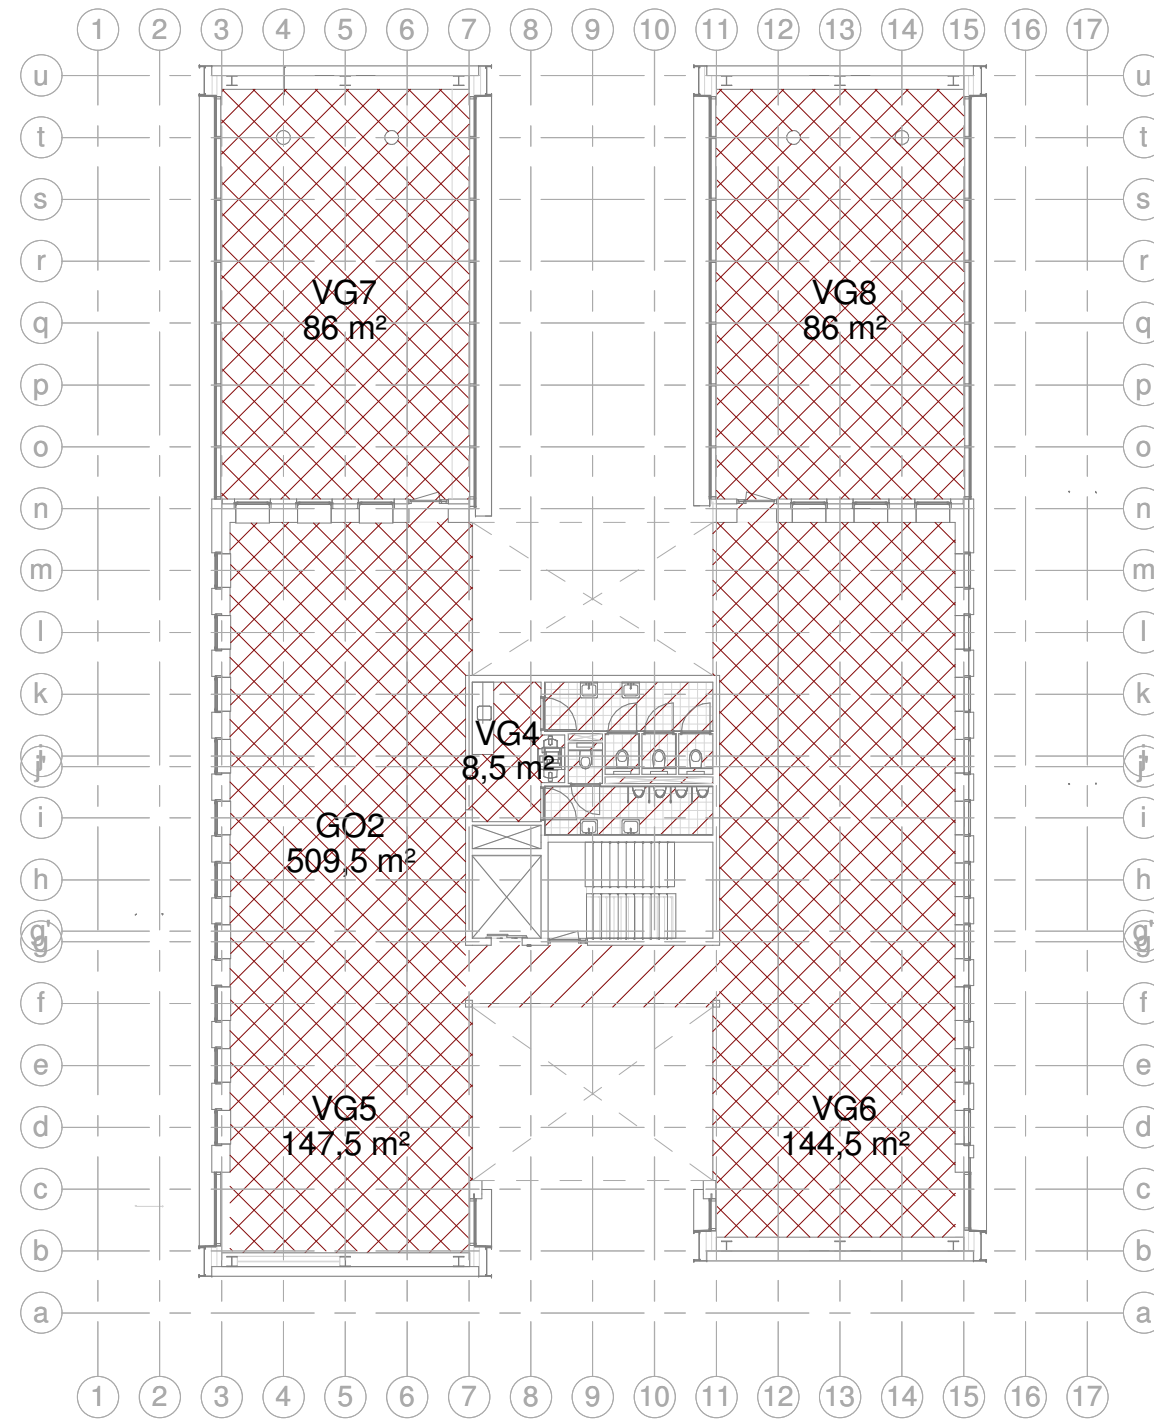 1 2 3 4 5 6 7 8 9 10 11 12 13 14 15 16 17
u u
t t
s s
r r
VG7 VG8
86 m² 86 m²
q q
p p
o o
n n
m m
l l
k k
VG4
8,5 m²
j' j'
i i
GO2
509,5 m²
h h
g' g'
g g
f f
e e
VG5 VG6
147,5 m² 144,5 m²
d d
c c
b b
a a
1 2 3 4 5 6 7 8 9 10 11 12 13 14 15 16 17